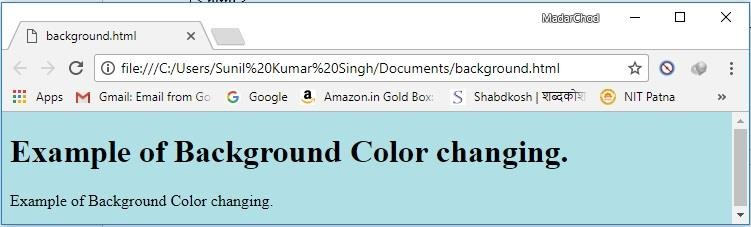 MadarChod
background.html
file:///C:/Users/Sunil%20Kumar%20Singh/Documents/background.html
Apps Gmail: Email from Go Google Amazon.in Gold Box: Shabdkosh | शब्दकोश NIT Patna »
Example of Background Color changing.
Example of Background Color changing.